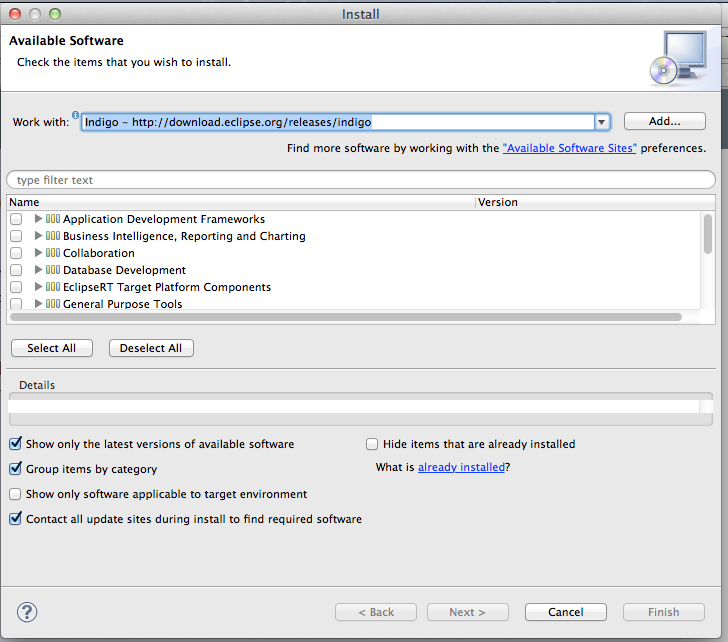 Install
Available Software
Check the items that you wish to install.
Work with: Indigo – http://download.eclipse.org/releases/indigo Add...
Find more software by working with the "Available Software Sites" preferences.
type filter text
Name Version
Application Development Frameworks
Business Intelligence, Reporting and Charting
Collaboration
Database Development
EclipseRT Target Platform Components
General Purpose Tools
Select All Deselect All
Details
Show only the latest versions of available software Hide items that are already installed
Group items by category What is already installed?
Show only software applicable to target environment
Contact all update sites during install to find required software
? < Back Next > Cancel Finish